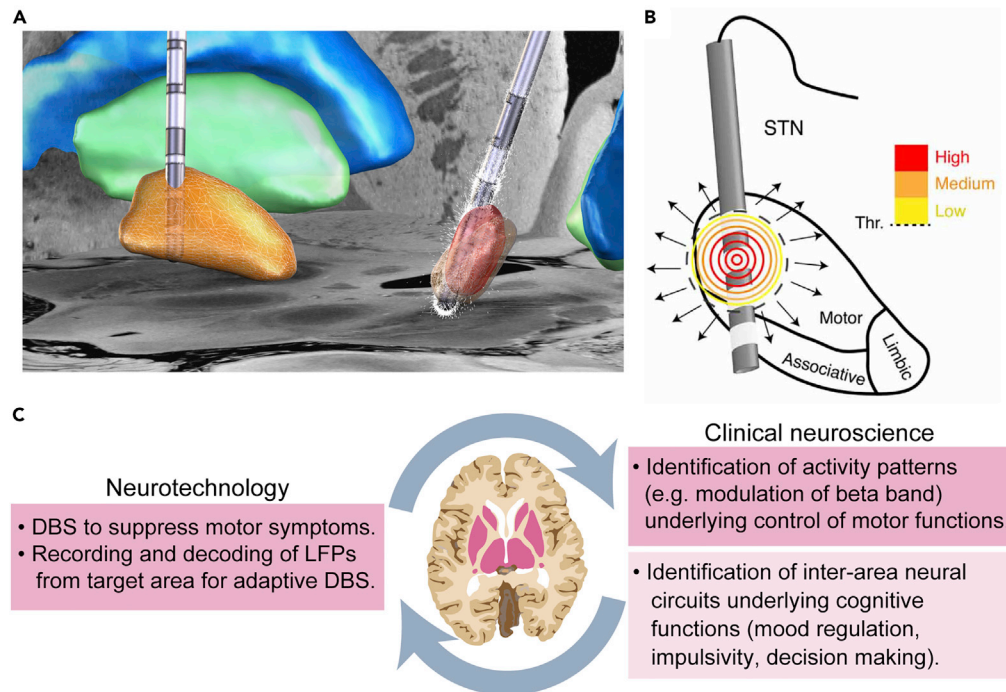 A
B
STN
High
Medium
Low
Thr.
Motor
Associative
Limbic
C
Neurotechnology
• DBS to suppress motor symptoms.
• Recording and decoding of LFPs
from target area for adaptive DBS.
Clinical neuroscience
• Identification of activity patterns
(e.g. modulation of beta band)
underlying control of motor functions.
• Identification of inter-area neural
circuits underlying cognitive
functions (mood regulation,
impulsivity, decision making).